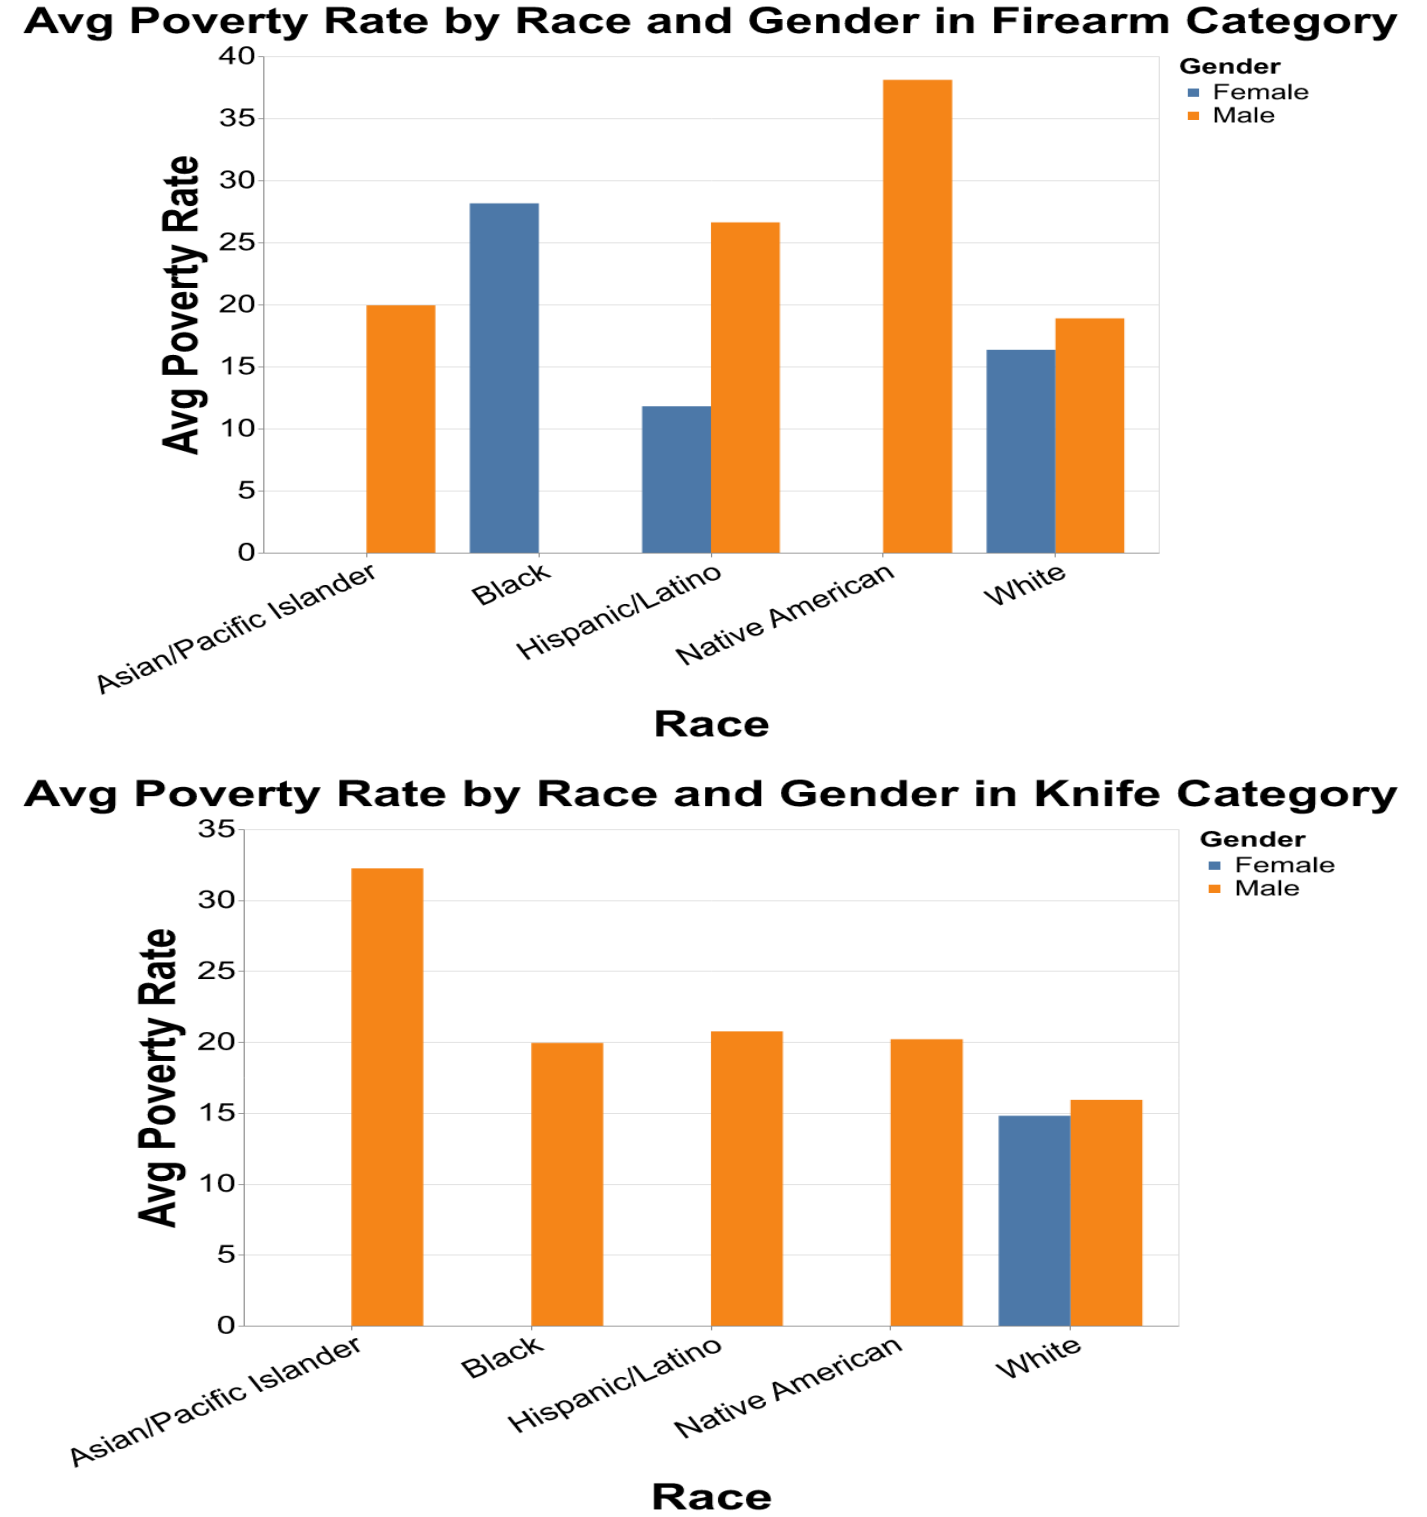 Avg Poverty Rate by Race and Gender in Firearm Category
Gender
Female
Male
Avg Poverty Rate
40
35
30
25
20
15
10
5
0
Asian/Pacific Islander
Black
Hispanic/Latino
Native American
White
Race
Avg Poverty Rate by Race and Gender in Knife Category
Gender
Female
Male
Avg Poverty Rate
35
30
25
20
15
10
5
0
Asian/Pacific Islander
Black
Hispanic/Latino
Native American
White
Race